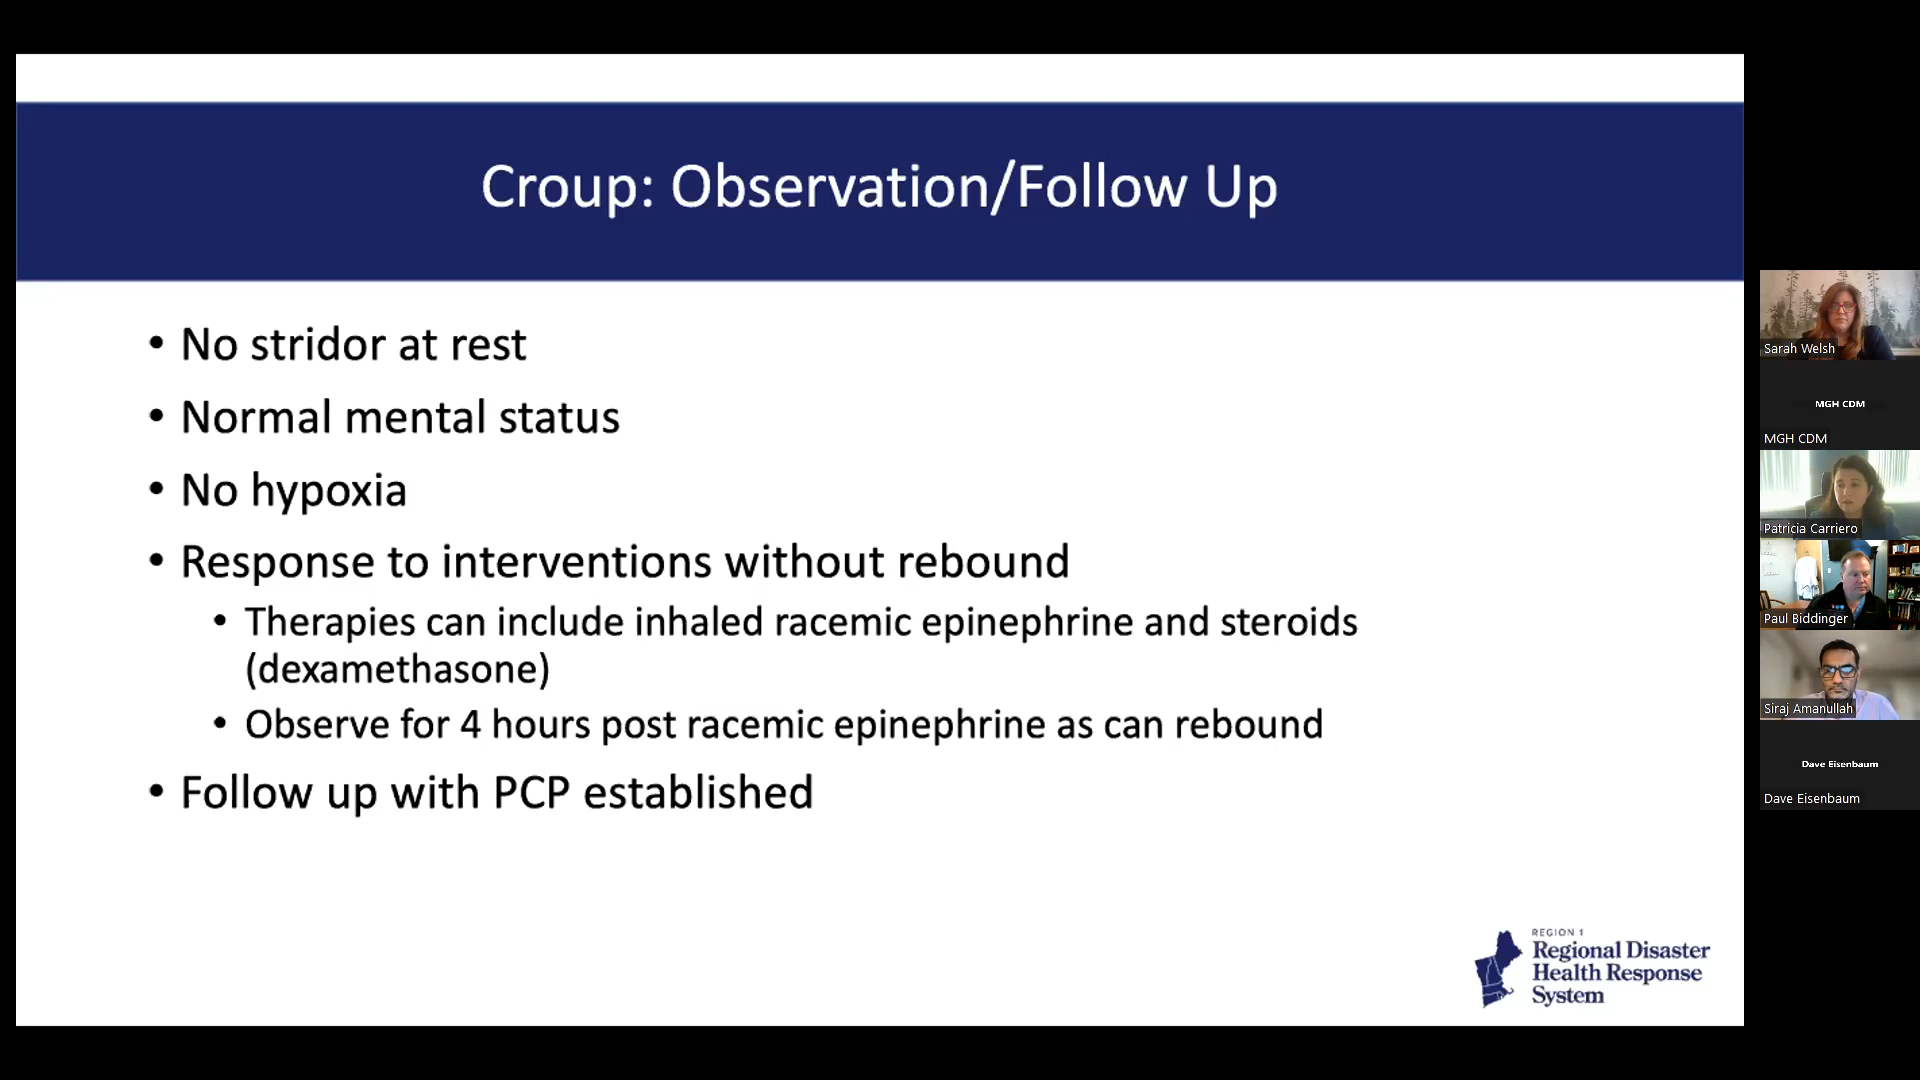 Croup: Observation/Follow Up
• No stridor at rest
• Normal mental status
• No hypoxia
• Response to interventions without rebound
• Therapies can include inhaled racemic epinephrine and steroids
(dexamethasone)
• Observe for 4 hours post racemic epinephrine as can rebound
• Follow up with PCP established
REGION 1
Regional Disaster
Health Response
System
Sarah Welsh
MGH CDM
MGH CDM
Patricia Carriero
Paul Biddinger
Siraj Amanullah
Dave Eisenbaum
Dave Eisenbaum